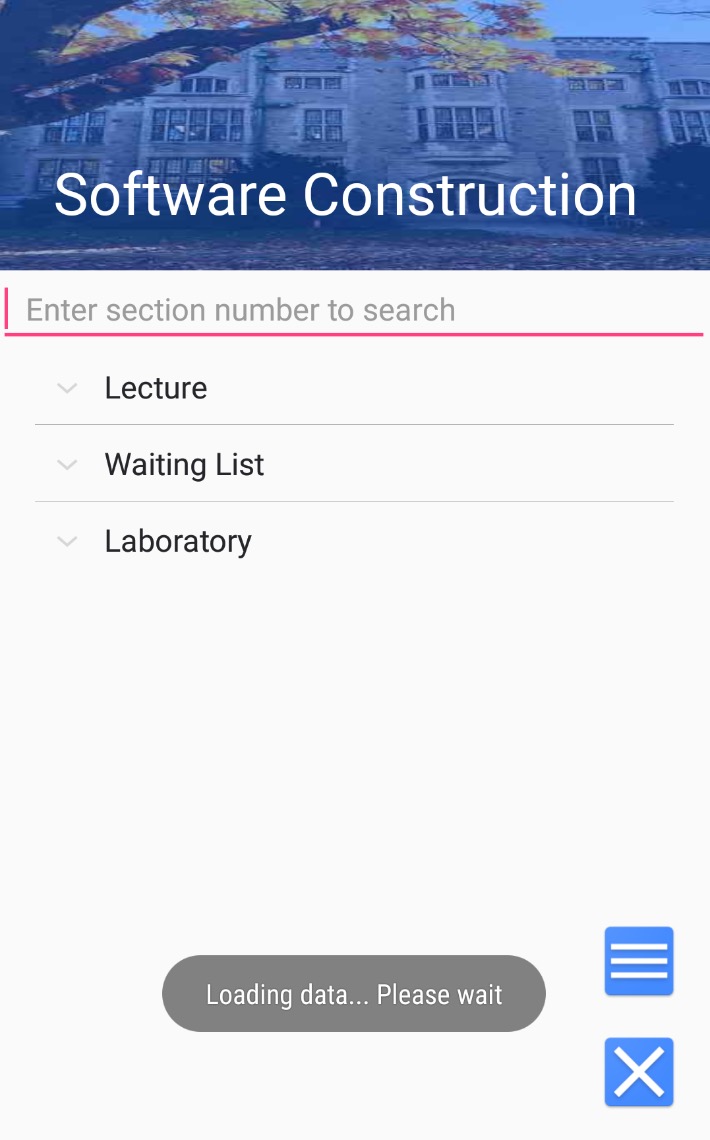 Software Construction
Enter section number to search
Lecture
Waiting List
Laboratory
Loading data... Please wait